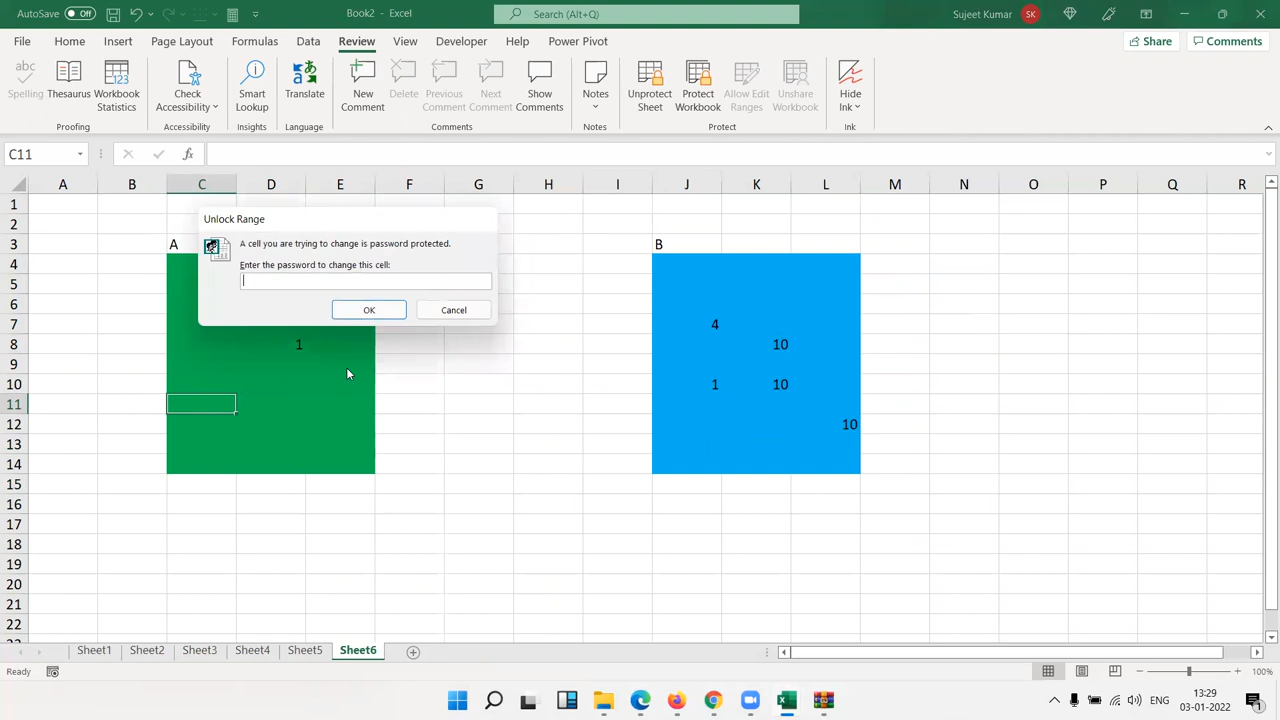 AutoSave Off
Book2 - Excel
Search (Alt+Q)
Sujeet Kumar
SK
File
Home
Insert
Page Layout
Formulas
Data
Review
View
Developer
Help
Power Pivot
Share
Comments
abc
Spelling
Thesaurus
Workbook
Statistics
Check
Accessibility
Smart
Lookup
Translate
New
Comment
Delete
Previous
Comment
Next
Comment
Show
Comments
Notes
Unprotect
Sheet
Protect
Workbook
Allow Edit
Ranges
Unshare
Workbook
Hide
Ink
Proofing
Accessibility
Insights
Language
Comments
Notes
Protect
Ink
C11
fx
A B C D E F G H I J K L M N O P Q R
1
2
3 A B
4
5
6
7 4
8 1 10
9
10 1 10
11
12 10
13
14
15
16
17
18
19
20
21
22
23
Unlock Range
A cell you are trying to change is password protected.
Enter the password to change this cell:
OK
Cancel
Sheet1
Sheet2
Sheet3
Sheet4
Sheet5
Sheet6
Ready
100%
ENG
13:29
03-01-2022
1